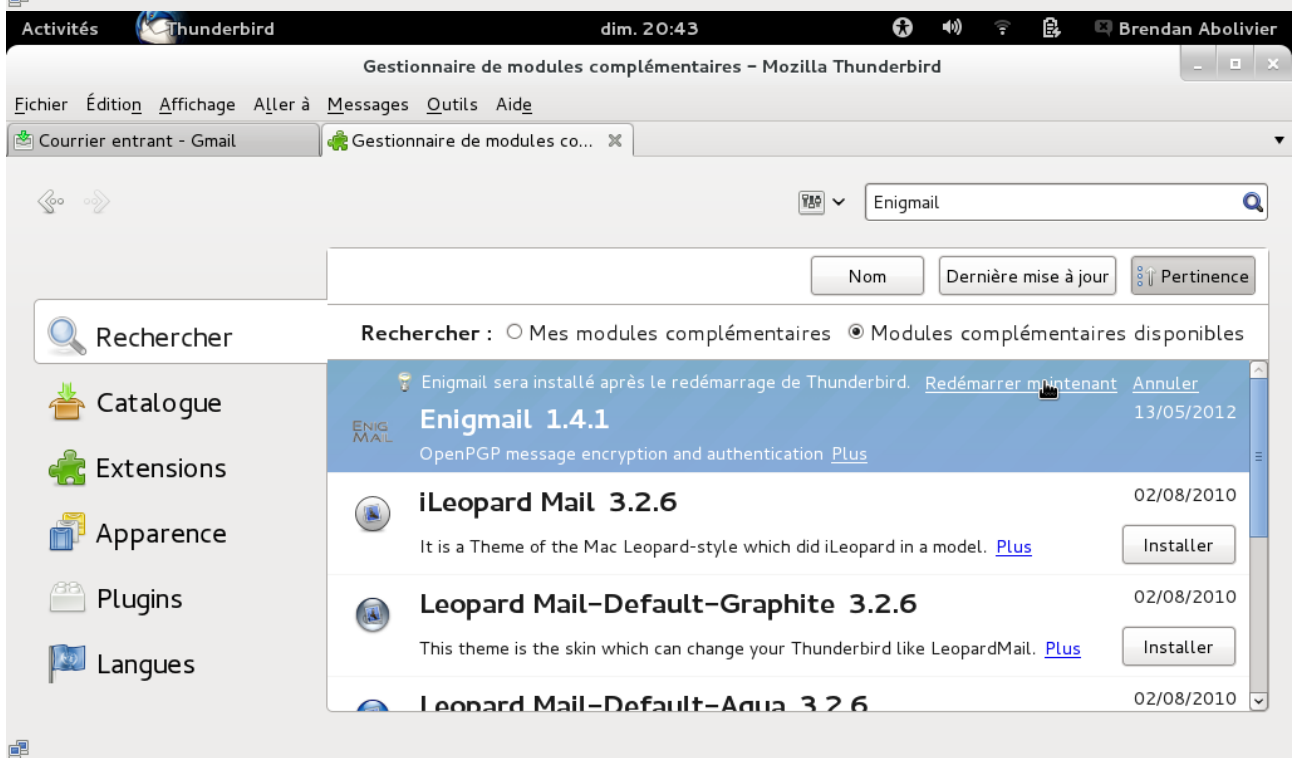 Activités Thunderbird dim. 20:43 Brendan Abolivier
Gestionnaire de modules complémentaires – Mozilla Thunderbird
Fichier Édition Affichage Aller à Messages Outils Aide
Courrier entrant - Gmail Gestionnaire de modules co...
Enigmail
Nom Dernière mise à jour Pertinence
Rechercher
Catalogue
Extensions
Apparence
Plugins
Langues
Rechercher : Mes modules complémentaires Modules complémentaires disponibles
Enigmail sera installé après le redémarrage de Thunderbird. Redémarrer maintenant Annuler
ENIG
MAIL
Enigmail 1.4.1 13/05/2012
OpenPGP message encryption and authentication Plus
iLeopard Mail 3.2.6 02/08/2010
It is a Theme of the Mac Leopard-style which did iLeopard in a model. Plus Installer
Leopard Mail–Default–Graphite 3.2.6 02/08/2010
This theme is the skin which can change your Thunderbird like LeopardMail. Plus Installer
Leopard Mail–Default–Aqua 3.2.6 02/08/2010